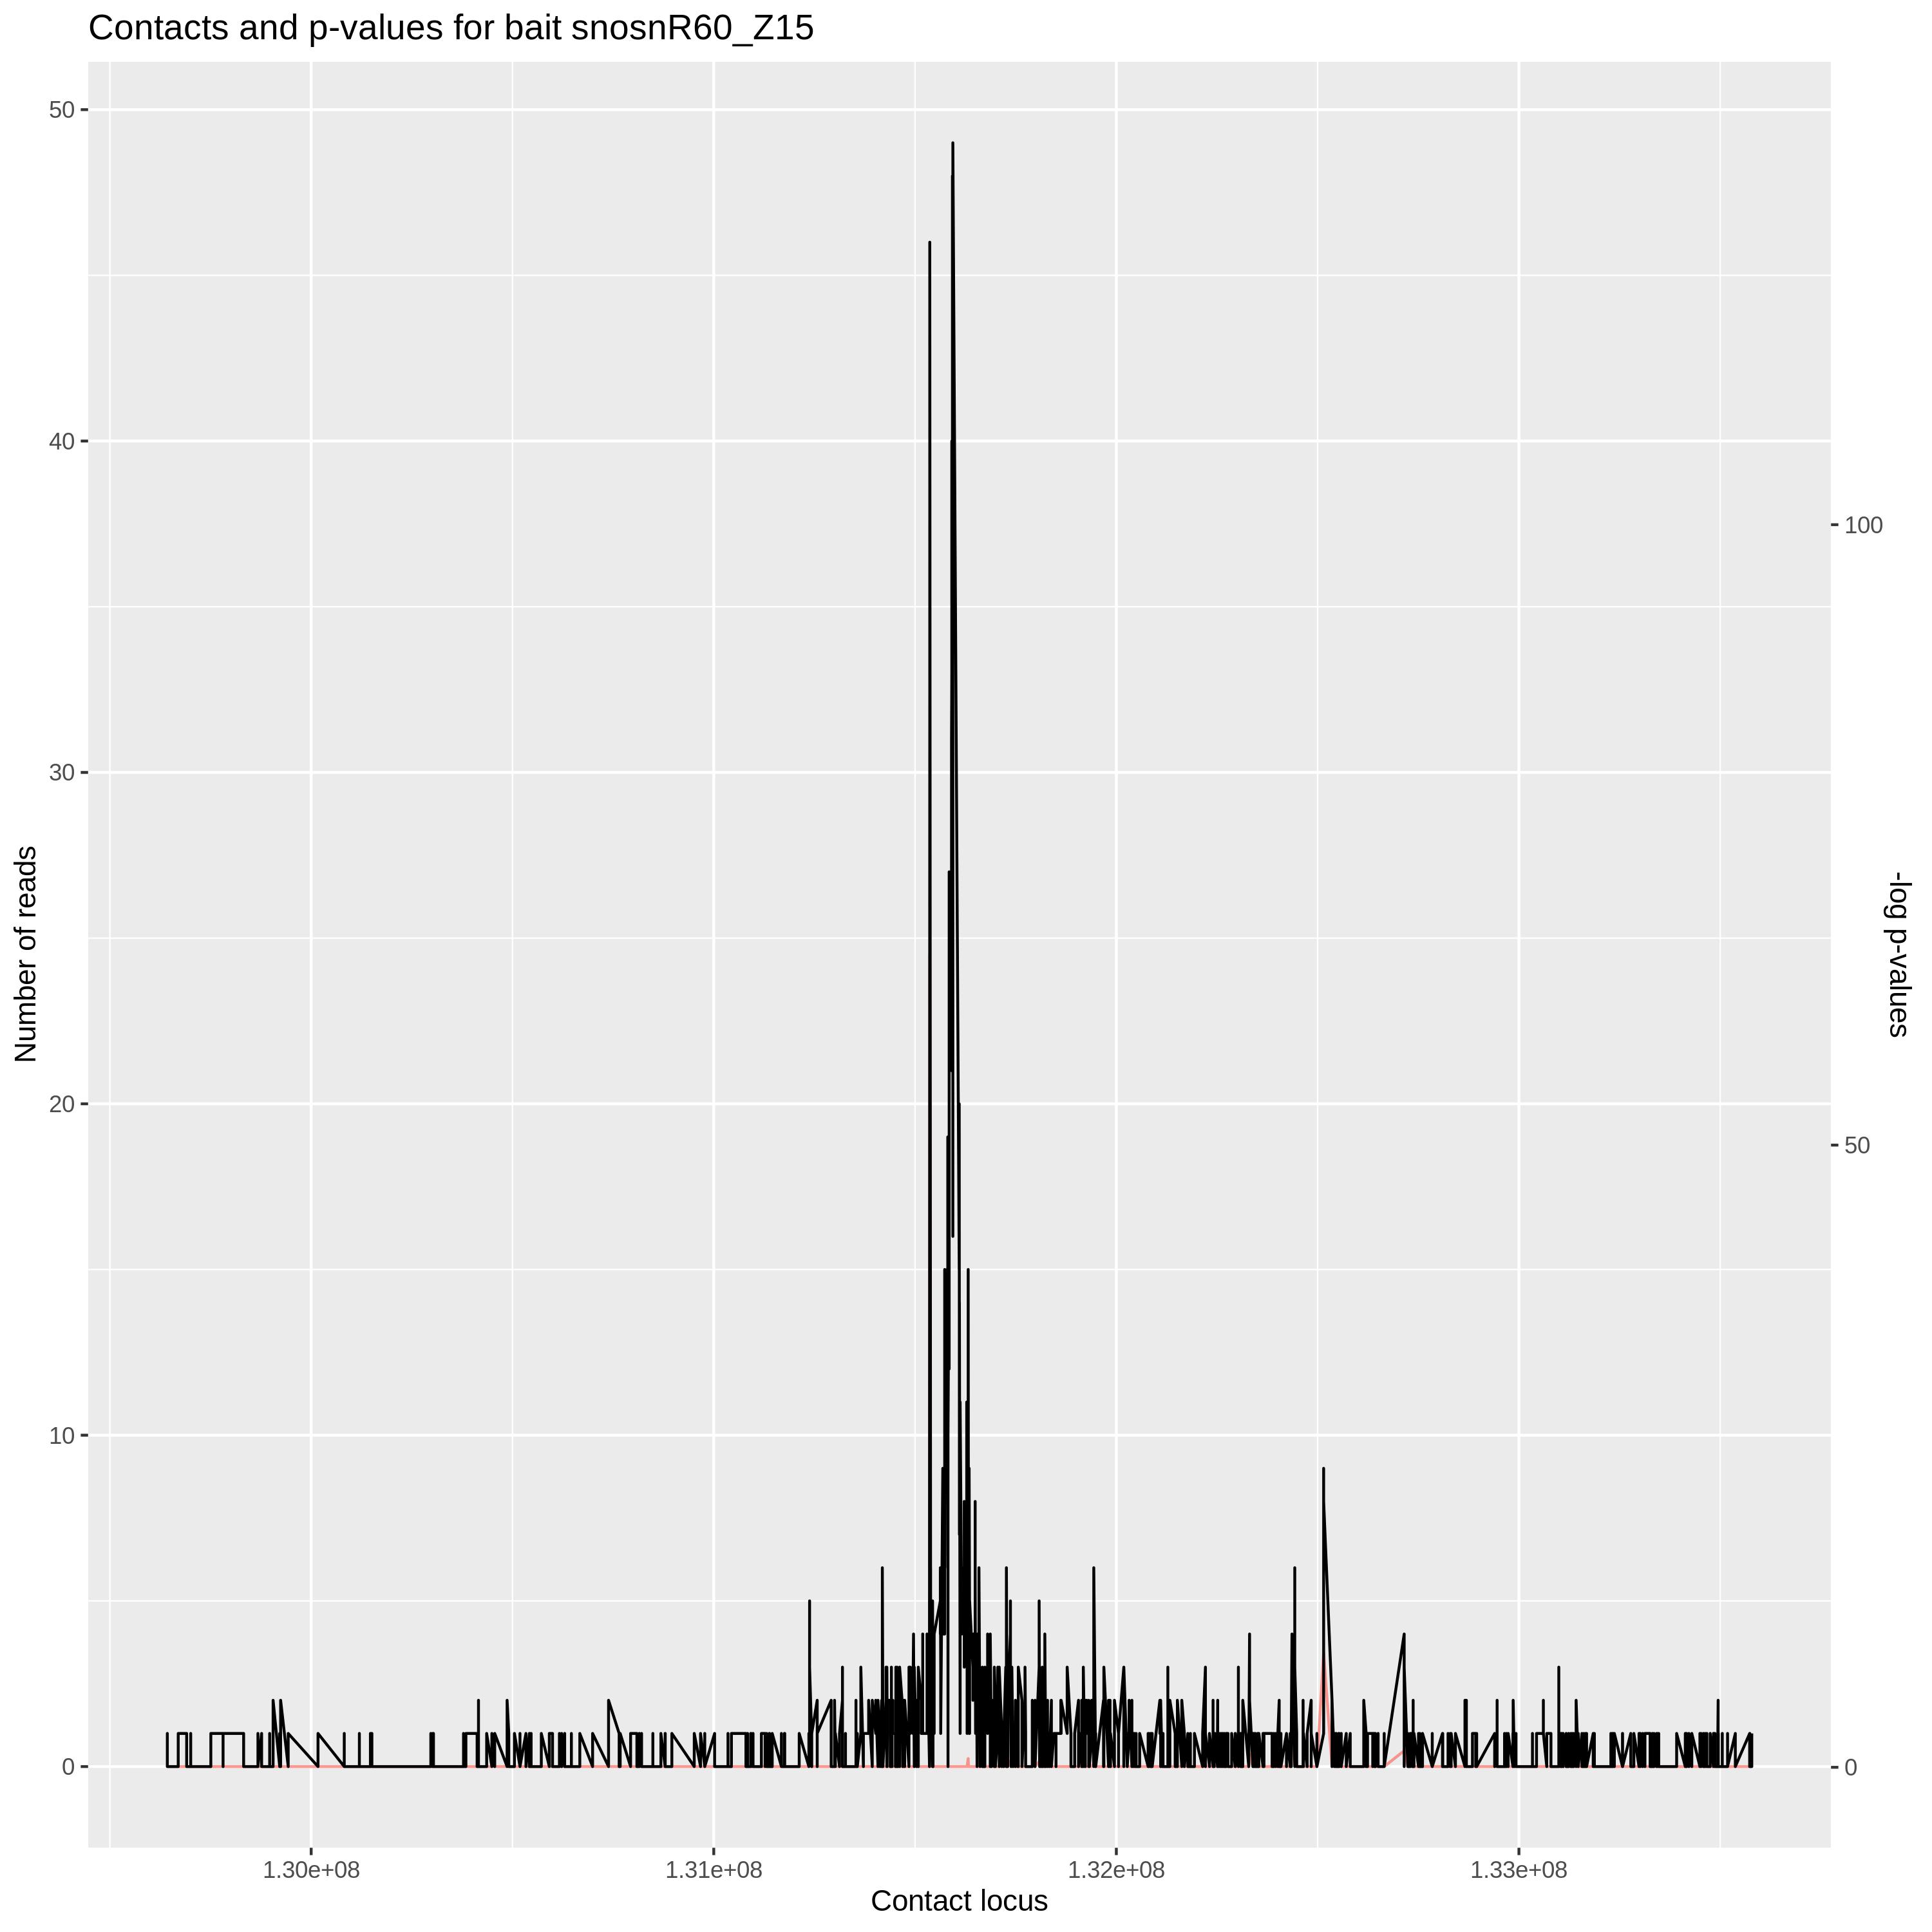 Contacts and p-values for bait snosnR60_Z15
50
40
30
20
10
0
Number of reads
100
50
0
-log p-values
1.30e+08
1.31e+08
1.32e+08
1.33e+08
Contact locus